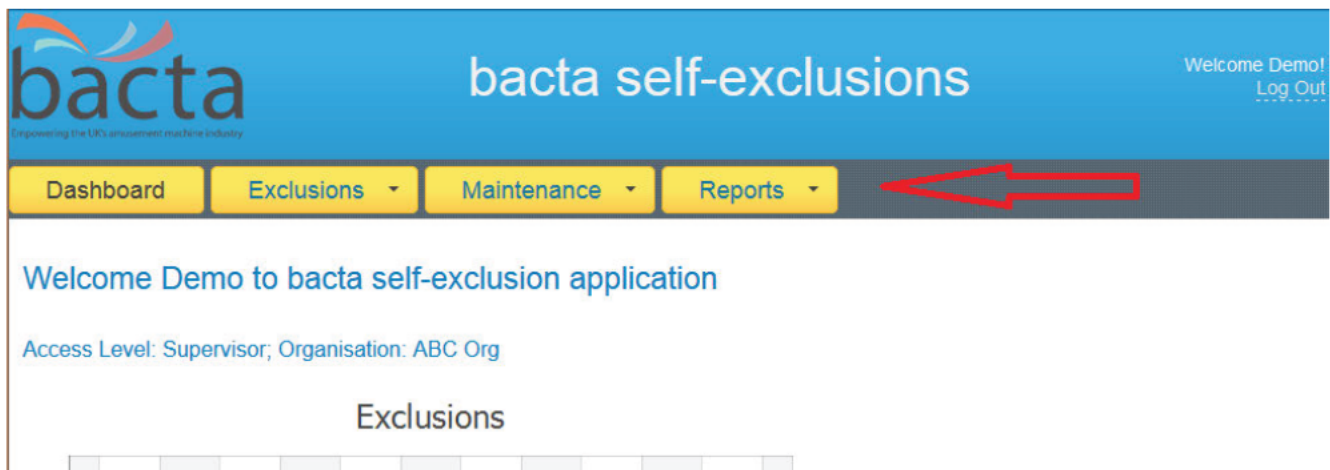 bacta
Empowering the UK's amusement machine industry
bacta self-exclusions
Welcome Demo!
Log Out
Dashboard Exclusions Maintenance Reports
Welcome Demo to bacta self-exclusion application
Access Level: Supervisor; Organisation: ABC Org
Exclusions